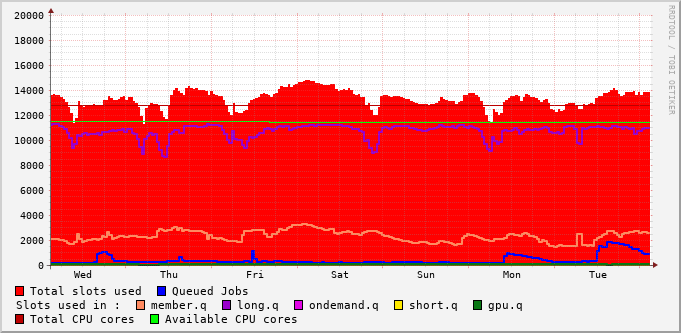 20000
18000
16000
14000
12000
10000
8000
6000
4000
2000
0
Wed Thu Fri Sat Sun Mon Tue
RRDTOOL / TOBI OETIKER
Total slots used Queued Jobs
Slots used in : member.q long.q ondemand.q short.q gpu.q
Total CPU cores Available CPU cores